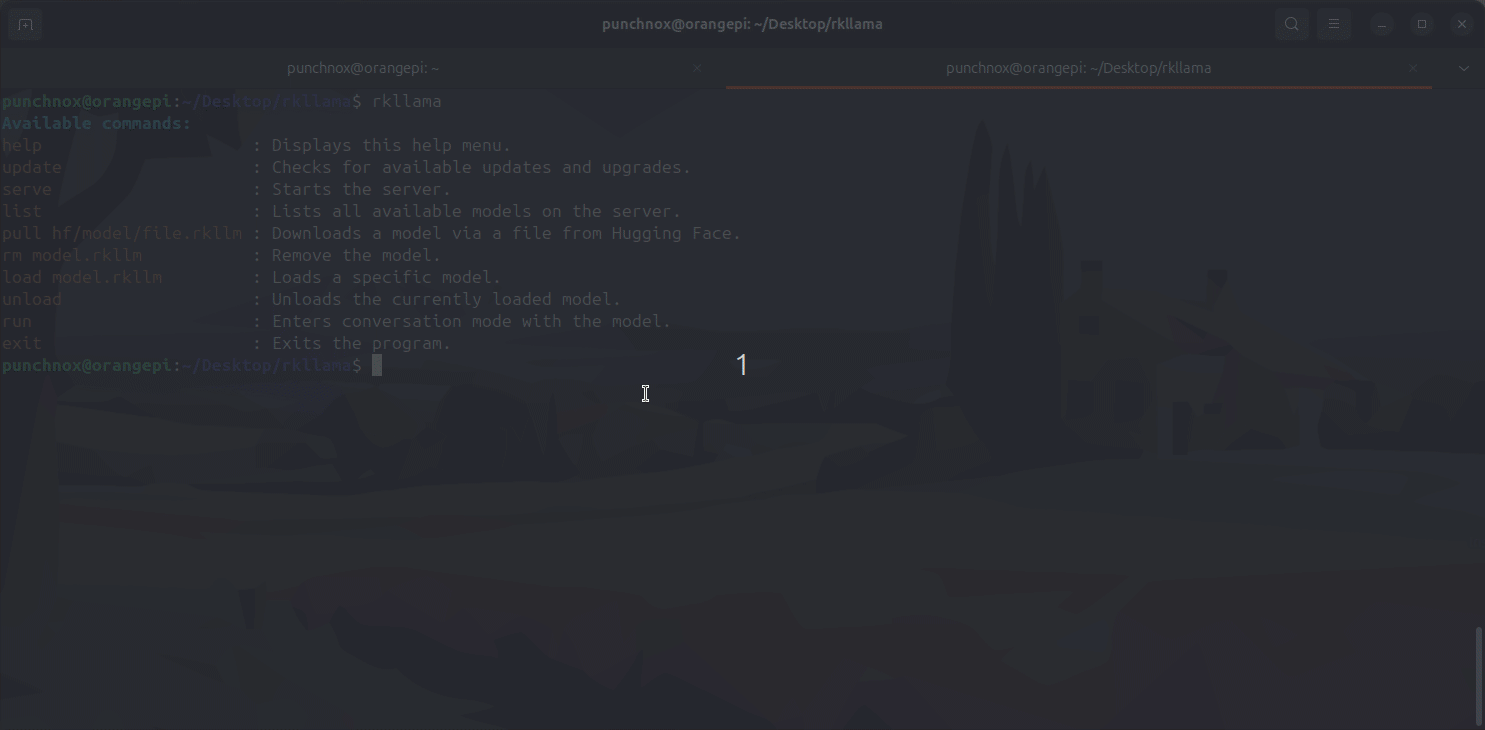 punchnox@orangepi: ~/Desktop/rkllama
punchnox@orangepi: ~
punchnox@orangepi: ~/Desktop/rkllama
punchnox@orangepi:~/Desktop/rkllama$ rkllama
Available commands:
help : Displays this help menu.
update : Checks for available updates and upgrades.
serve : Starts the server.
list : Lists all available models on the server.
pull hf/model/file.rkllm : Downloads a model via a file from Hugging Face.
rm model.rkllm : Remove the model.
load model.rkllm : Loads a specific model.
unload : Unloads the currently loaded model.
run : Enters conversation mode with the model.
exit : Exits the program.
punchnox@orangepi:~/Desktop/rkllama$
1